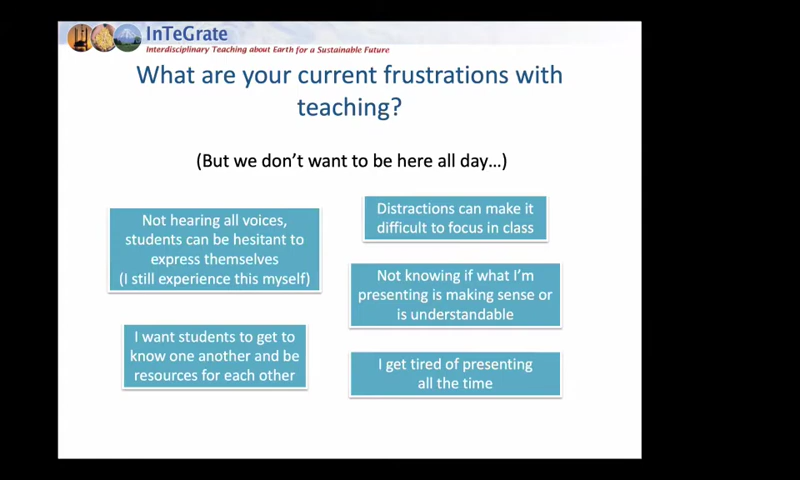 InTeGrate
Interdisciplinary Teaching about Earth for a Sustainable Future
What are your current frustrations with
teaching?
(But we don't want to be here all day...)
Not hearing all voices,
students can be hesitant to
express themselves
(I still experience this myself)
I want students to get to
know one another and be
resources for each other
Distractions can make it
difficult to focus in class
Not knowing if what I'm
presenting is making sense or
is understandable
I get tired of presenting
all the time